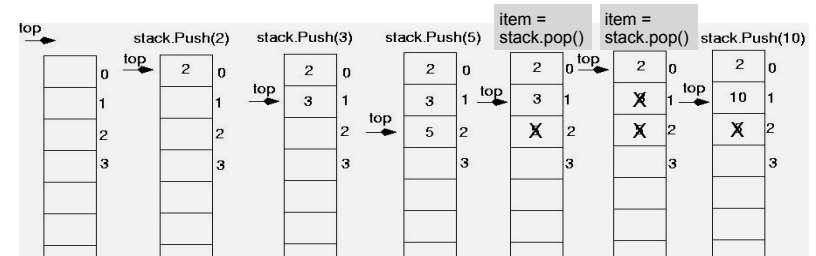 item =
stack.pop()
item =
stack.pop()
top
stack.Push(2)
stack.Push(3)
stack.Push(5)
stack.Push(10)
top 2 0
0
2 0
2 0
2 0
top 2 0
2 0
1
1
top 3 1
3 1
top 3 1
1
top 10 1
2
2
2
top 5 2
5 2
5 2
5 2
3
3
3
3
3
3
3